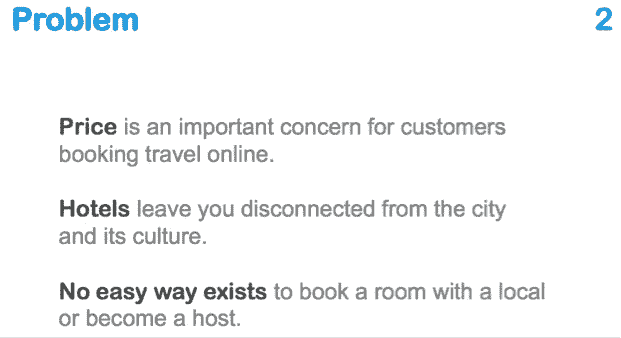 Problem 2
Price is an important concern for customers
booking travel online.
Hotels leave you disconnected from the city
and its culture.
No easy way exists to book a room with a local
or become a host.